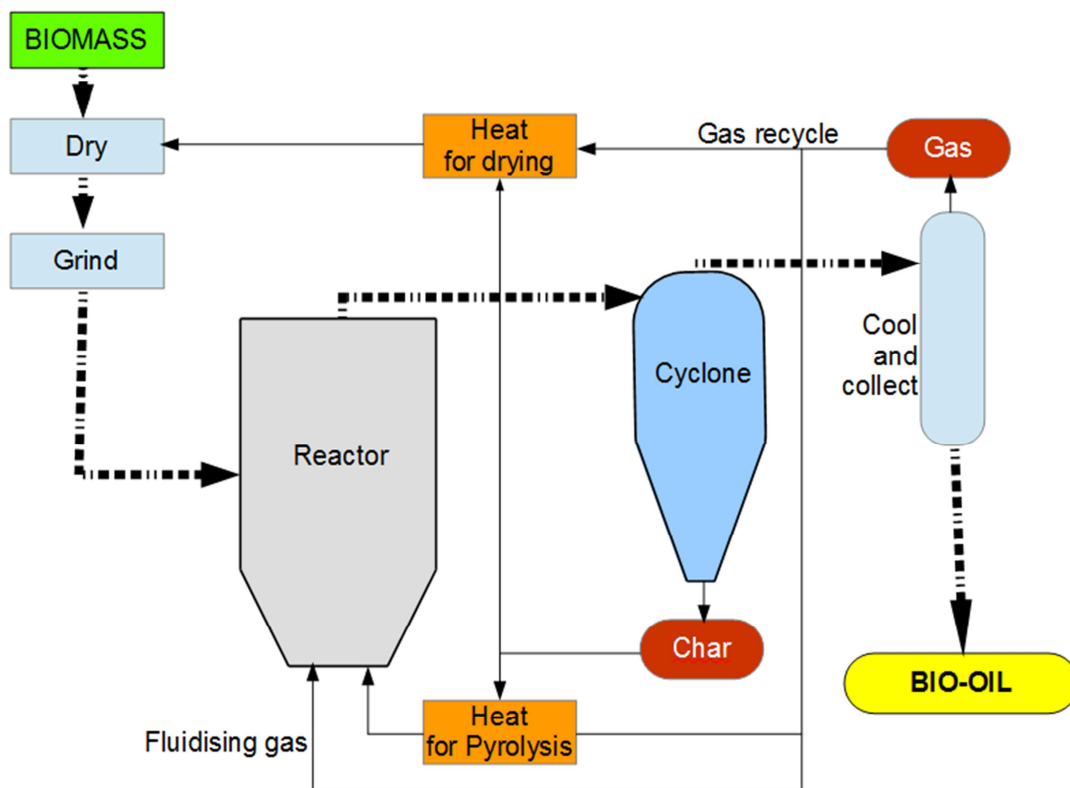 BIOMASS
Dry
Grind
Heat
for drying
Gas recycle
Gas
Cool
and
collect
Cyclone
Reactor
Char
BIO-OIL
Heat
for Pyrolysis
Fluidising gas